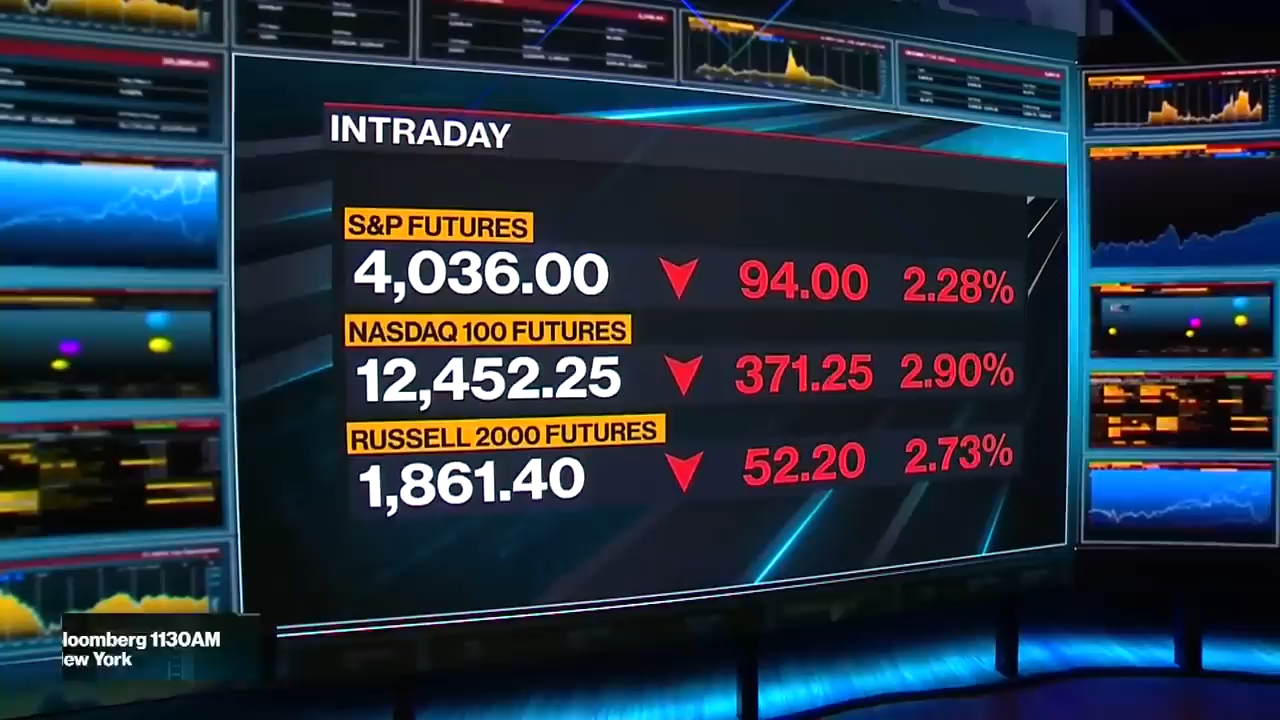 INTRADAY
S&P FUTURES
4,036.00 94.00 2.28%
NASDAQ 100 FUTURES
12,452.25 371.25 2.90%
RUSSELL 2000 FUTURES
1,861.40 52.20 2.73%
loomberg 1130AM
ew York